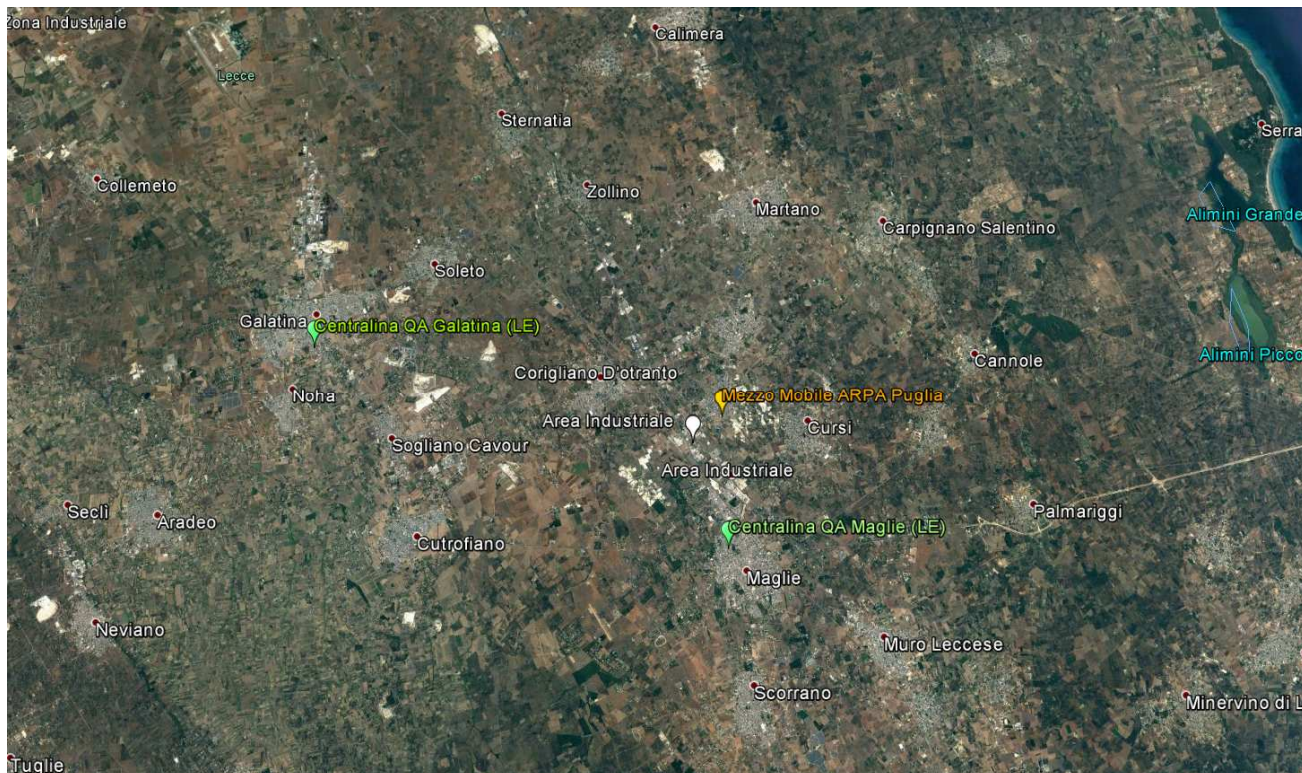 Zona Industriale
Calimera
Lecce
Sternatia
Serra
Collemeto
Zollino
Martano
Alimini Grande
Carpignano Salentino
Soleto
Galatina
Centralina QA Galatina (LE)
Alimini Picco
Cannole
Corigliano D'otranto
Noha
Mezzo Mobile ARPA Puglia
Area Industriale
Cursi
Sogliano Cavour
Area Industriale
Secli
Palmariggi
Aradeo
Centralina QA Maglie (LE)
Cutrofiano
Maglie
Neviano
Muro Leccese
Scorrano
Minervino di L
Tuglie